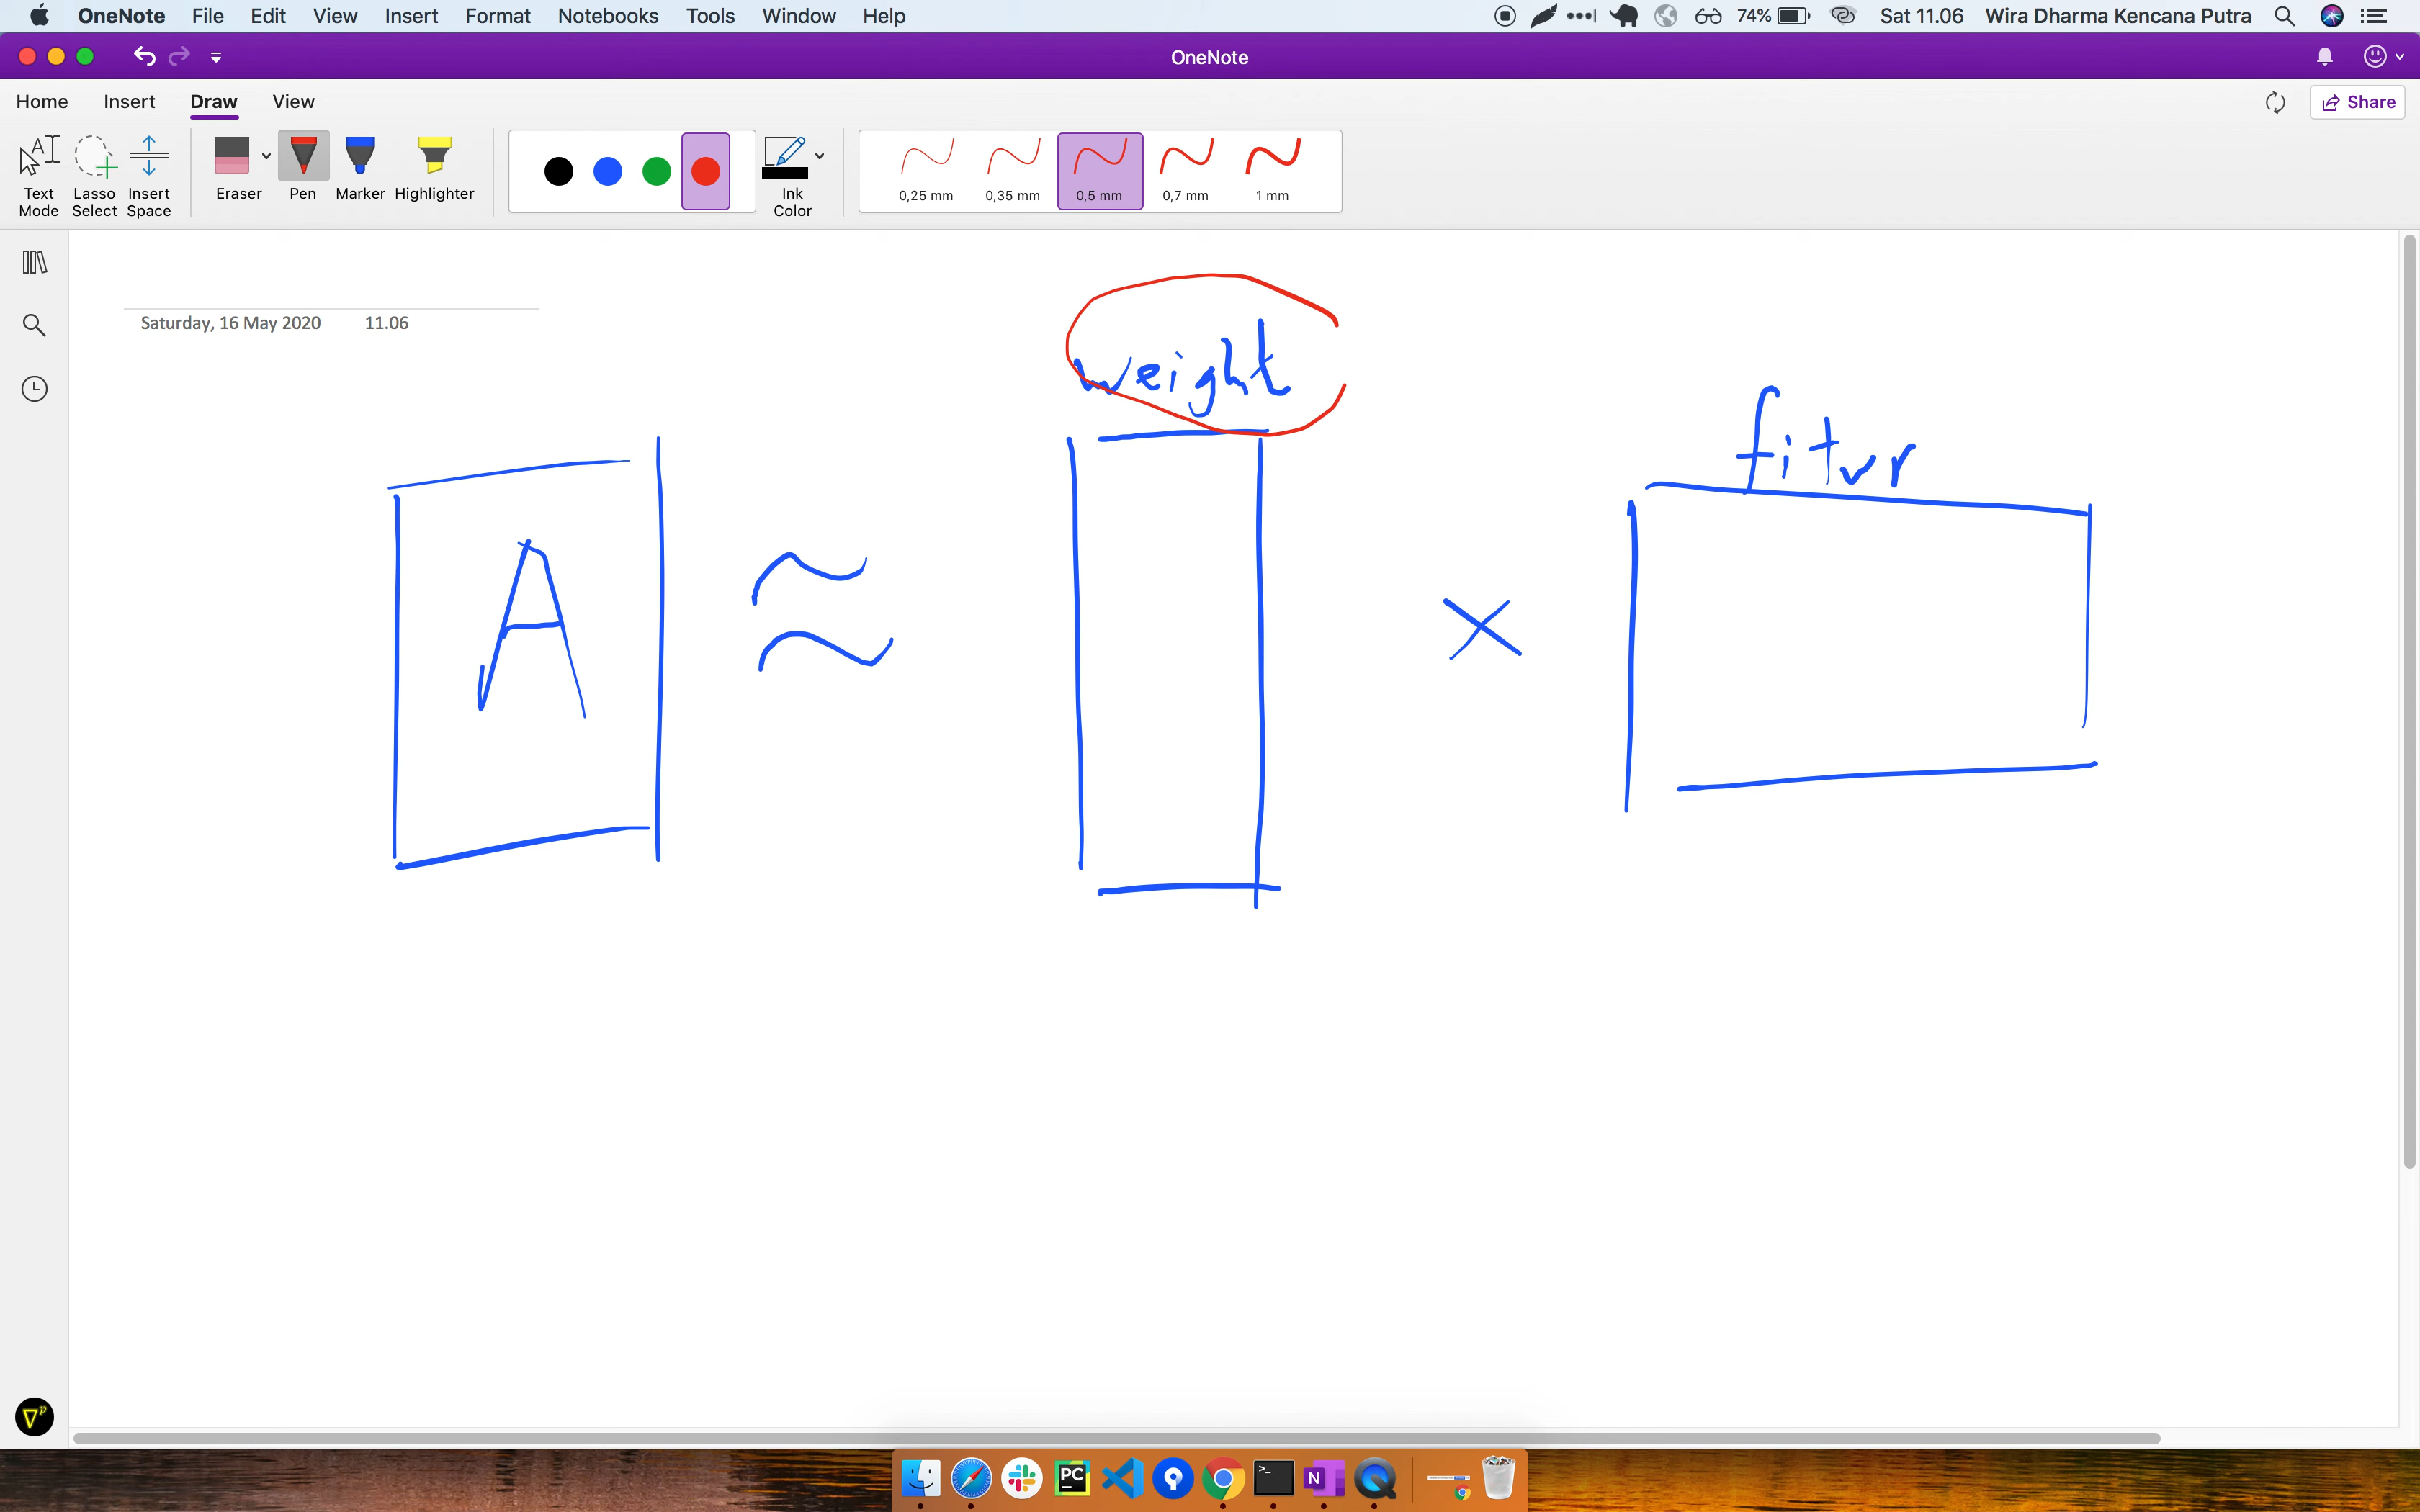 OneNote File Edit View Insert Format Notebooks Tools Window Help 74% Sat 11.06 Wira Dharma Kencana Putra
OneNote
Home Insert Draw View Share
Text Mode
Lasso Select
Insert Space
Eraser
Pen
Marker
Highlighter
Ink Color
0,25 mm
0,35 mm
0,5 mm
0,7 mm
1 mm
Saturday, 16 May 2020 11.06
weight
fitur
A ≈ ×
∇p
PC
>_
N